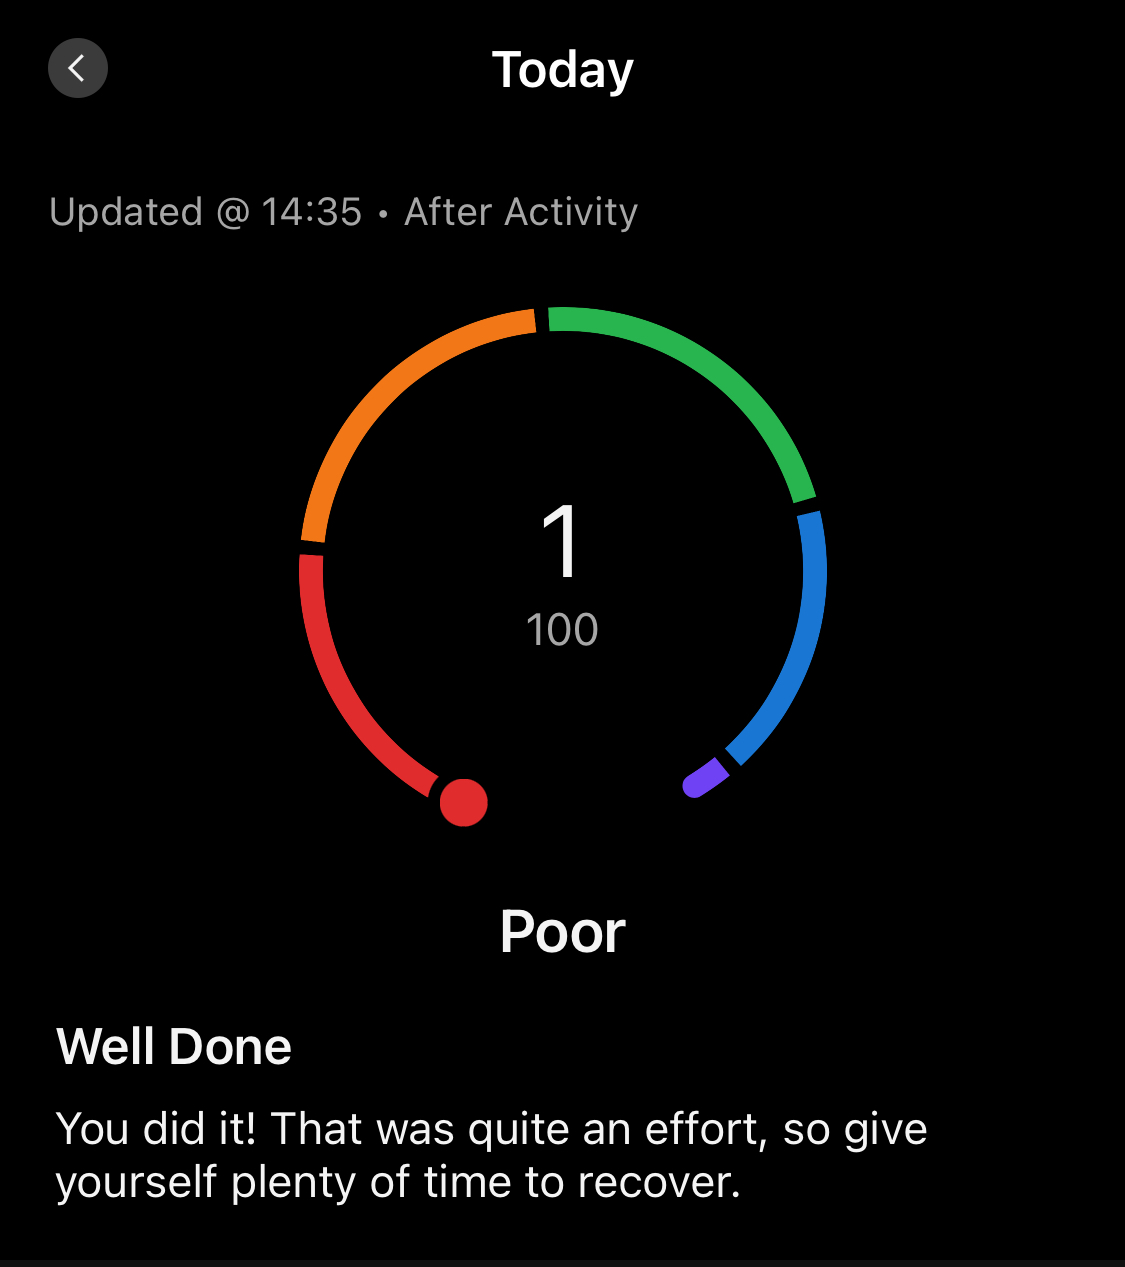 Today
Updated @ 14:35 • After Activity
1
100
Poor
Well Done
You did it! That was quite an effort, so give
yourself plenty of time to recover.